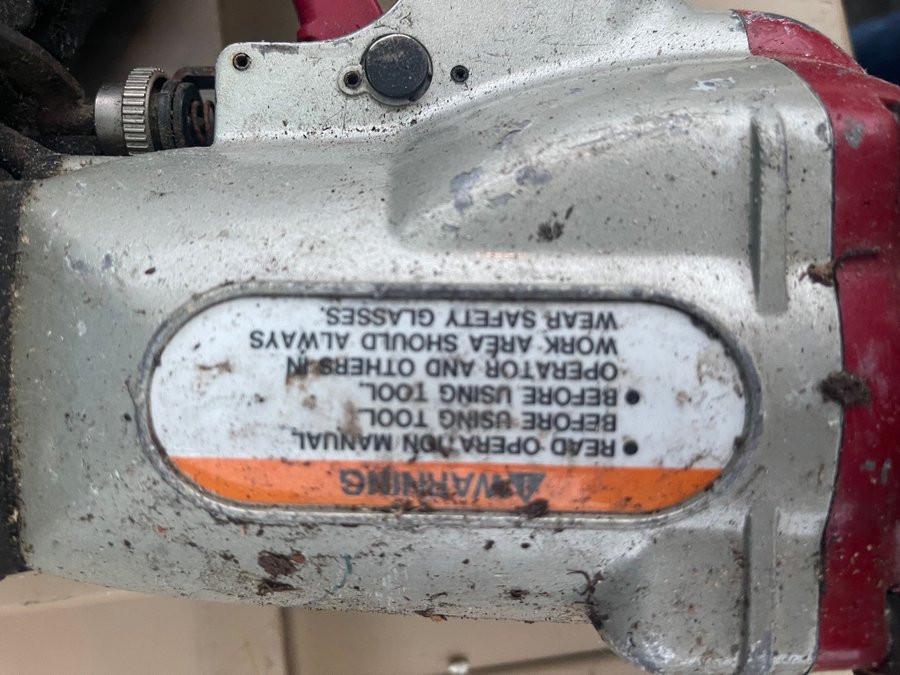 ⚠WARNING
• READ OPERATION MANUAL
BEFORE USING TOOL.
• BEFORE USING TOOL,
OPERATOR AND OTHERS IN
WORK AREA SHOULD ALWAYS
WEAR SAFETY GLASSES.